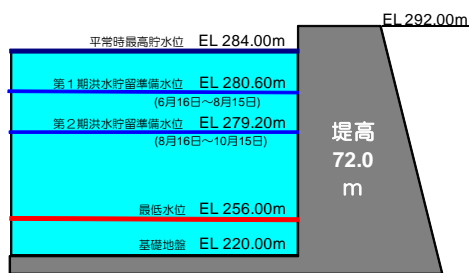 EL 292.00m
平常時最高貯水位 EL 284.00m
第1期洪水貯留準備水位 EL 280.60m
(6月16日～8月15日)
第2期洪水貯留準備水位 EL 279.20m
(8月16日～10月15日)
堤高
72.0
m
最低水位 EL 256.00m
基礎地盤 EL 220.00m